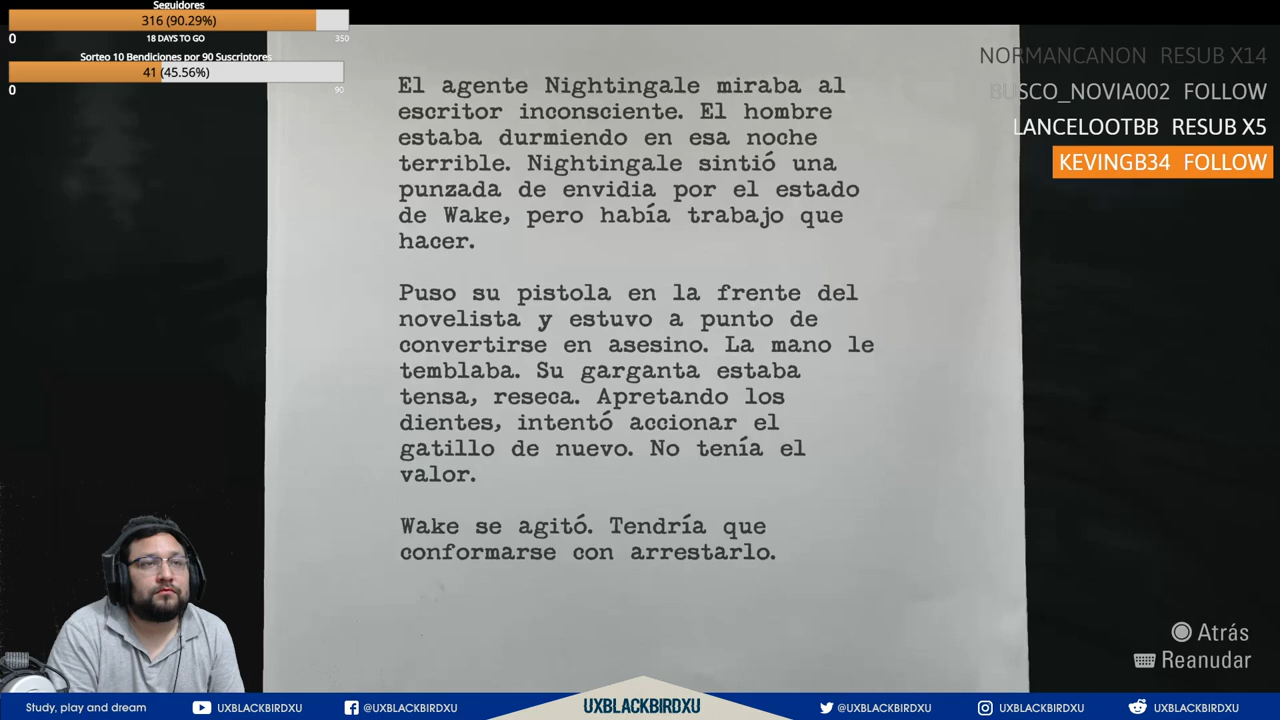 Seguidores
316 (90.29%)
0
18 DAYS TO GO
350
Sorteo 10 Bendiciones por 90 Suscriptores
41 (45.56%)
0
90
NORMANCANON RESUB X14
BUSCO_NOVIA002 FOLLOW
LANCELOOTBB RESUB X5
KEVINGB34 FOLLOW
El agente Nightingale miraba al
escritor inconsciente. El hombre
estaba durmiendo en esa noche
terrible. Nightingale sintió una
punzada de envidia por el estado
de Wake, pero había trabajo que
hacer.
Puso su pistola en la frente del
novelista y estuvo a punto de
convertirse en asesino. La mano le
temblaba. Su garganta estaba
tensa, reseca. Apretando los
dientes, intentó accionar el
gatillo de nuevo. No tenía el
valor.
Wake se agitó. Tendría que
conformarse con arrestarlo.
Atrás
Reanudar
Study, play and dream
UXBLACKBIRDXU
@UXBLACKBIRDXU
UXBLACKBIRDXU
@UXBLACKBIRDXU
UXBLACKBIRDXU
UXBLACKBIRDXU